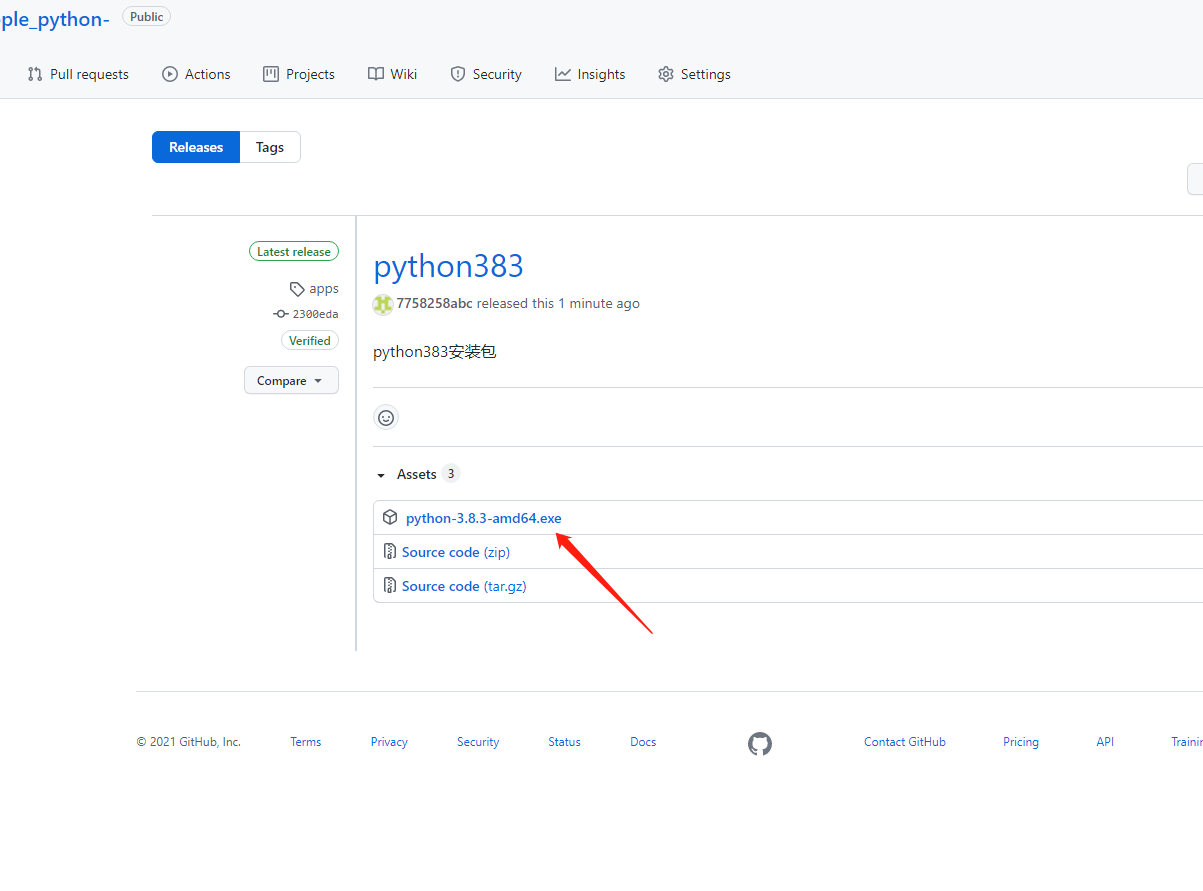 ple_python- Public
Pull requests Actions Projects Wiki Security Insights Settings
Releases Tags
Latest release
apps
2300eda
Verified
Compare
python383
7758258abc released this 1 minute ago
python383安装包
Assets 3
python-3.8.3-amd64.exe
Source code (zip)
Source code (tar.gz)
© 2021 GitHub, Inc. Terms Privacy Security Status Docs Contact GitHub Pricing API Trainin